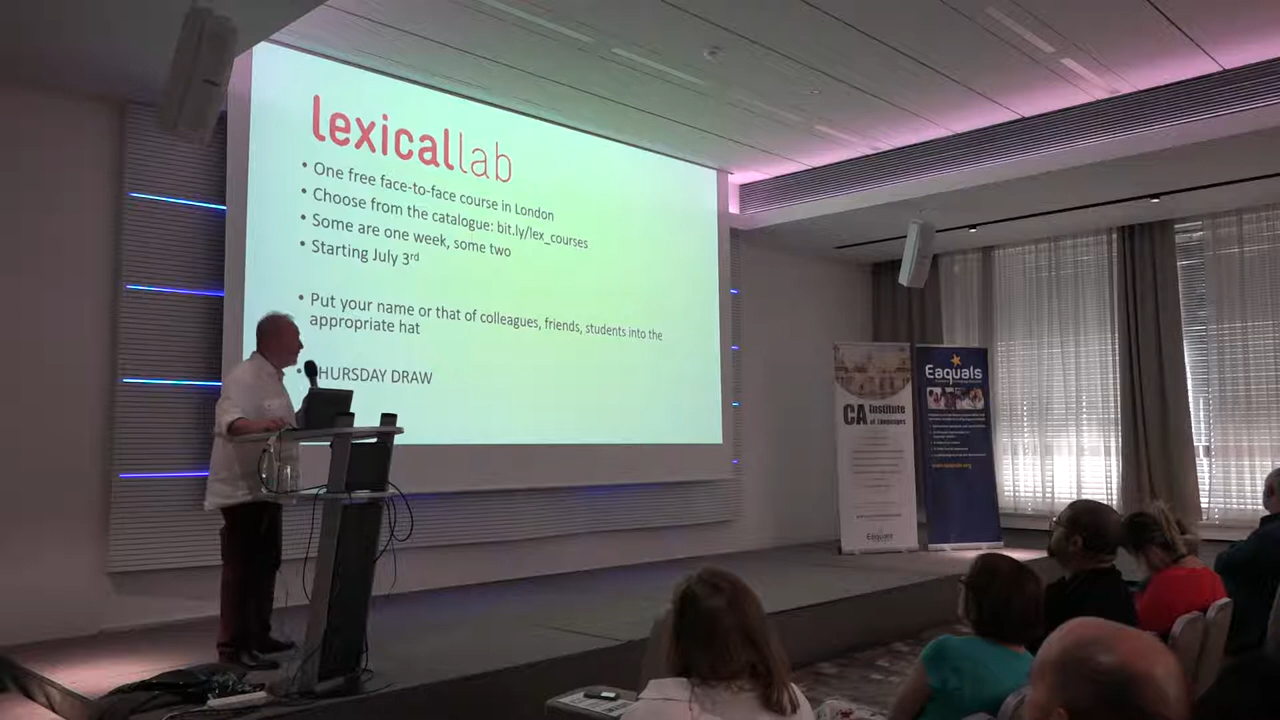 lexicallab
• One free face-to-face course in London
• Choose from the catalogue: bit.ly/lex_courses
• Some are one week, some two
• Starting July 3rd
• Put your name or that of colleagues, friends, students into the
appropriate hat
• HURSDAY DRAW
CA Institute
of Languages
Eaquals
Eaquals